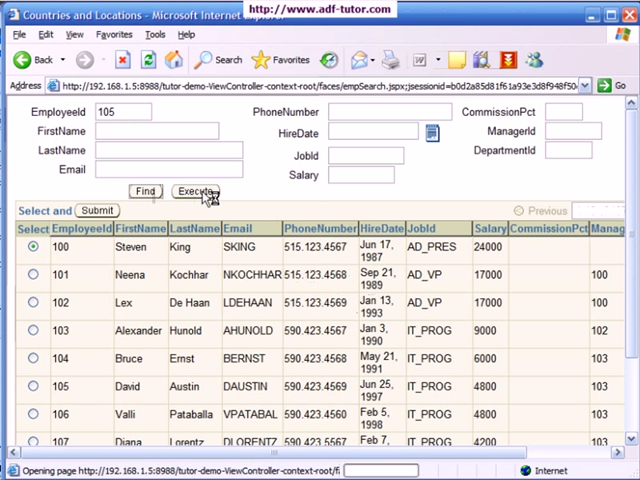 http://www.adf-tutor.com
Countries and Locations - Microsoft Internet Explorer
File Edit View Favorites Tools Help
Back Search Favorites
Address http://192.168.1.5:8988/tutor-demo-ViewController-context-root/faces/empSearch.jspx;jsessionid=b0d2a85d81f61a93e3e8f948f50 Go
EmployeeId 105 PhoneNumber CommissionPct
FirstName HireDate ManagerId
LastName JobId DepartmentId
Email Salary
Find Execute
Select and Submit Previous
Select EmployeeId FirstName LastName Email PhoneNumber HireDate JobId Salary CommissionPct Manag
100 Steven King SKING 515.123.4567 Jun 17, 1987 AD_PRES 24000
101 Neena Kochhar NKOCHHAR 515.123.4568 Sep 21, 1989 AD_VP 17000 100
102 Lex De Haan LDEHAAN 515.123.4569 Jan 13, 1993 AD_VP 17000 100
103 Alexander Hunold AHUNOLD 590.423.4567 Jan 3, 1990 IT_PROG 9000 102
104 Bruce Ernst BERNST 590.423.4568 May 21, 1991 IT_PROG 6000 103
105 David Austin DAUSTIN 590.423.4569 Jun 25, 1997 IT_PROG 4800 103
106 Valli Pataballa VPATABAL 590.423.4560 Feb 5, 1998 IT_PROG 4800 103
107 Diana Lorentz DLORENTZ 590.423.5567 Feb 7, IT_PROG 4200 103
Opening page http://192.168.1.5:8988/tutor-demo-ViewController-context-root/f Internet